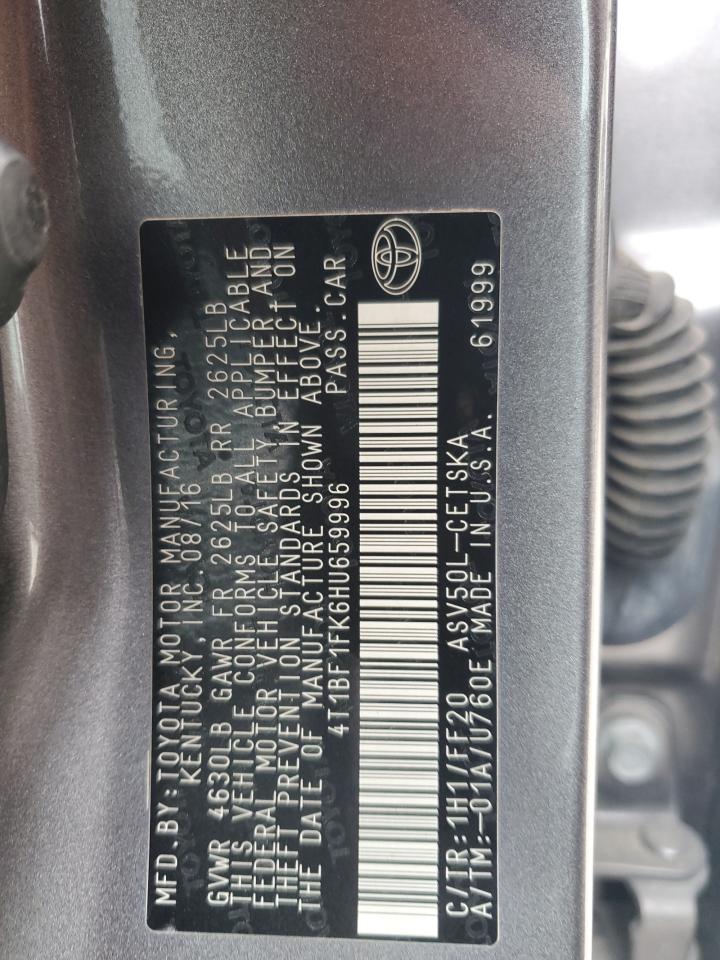 MFD.BY:TOYOTA MOTOR MANUFACTURING,
KENTUCKY,INC.08/16
GVWR 4630LB GAWR FR 2625LB RR 2625LB
THIS VEHICLE CONFORMS TO ALL APPLICABLE
FEDERAL MOTOR VEHICLE SAFETY,BUMPER,AND
THEFT PREVENTION STANDARDS IN EFFECT ON
THE DATE OF MANUFACTURE SHOWN ABOVE.
4T1BF1FK6HU659996 PASS.CAR
C/TR:1H1/FF20 ASV50L-CETSKA
A/TM:-01A/U760E MADE IN U.S.A. 61999